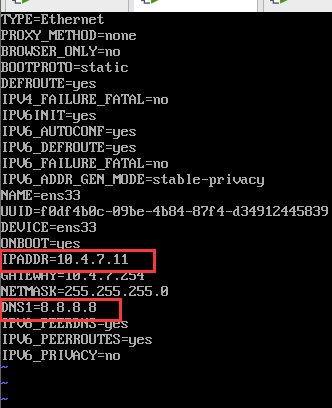 TYPE=Ethernet
PROXY_METHOD=none
BROWSER_ONLY=no
BOOTPROTO=static
DEFROUTE=yes
IPV4_FAILURE_FATAL=no
IPV6INIT=yes
IPV6_AUTOCONF=yes
IPV6_DEFROUTE=yes
IPV6_FAILURE_FATAL=no
IPV6_ADDR_GEN_MODE=stable-privacy
NAME=ens33
UUID=f0df4b0c-09be-4b84-87f4-d34912445839
DEVICE=ens33
ONBOOT=yes
IPADDR=10.4.7.11
GATEWAY=10.4.7.254
NETMASK=255.255.255.0
DNS1=8.8.8.8
IPV6_PEERDNS=yes
IPV6_PEERROUTES=yes
IPV6_PRIVACY=no
~
~
~